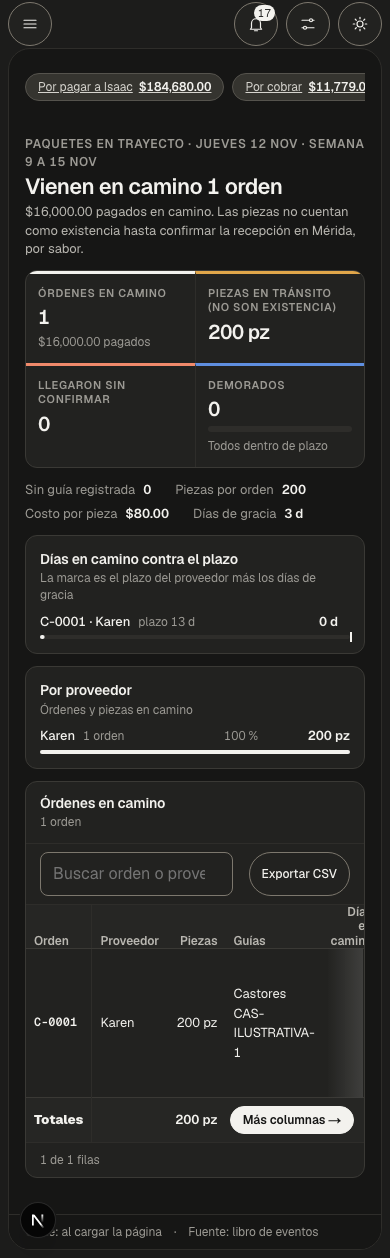 17
Por pagar a Isaac $184,680.00 Por cobrar $11,779.0
PAQUETES EN TRAYECTO · JUEVES 12 NOV · SEMANA
9 A 15 NOV
Vienen en camino 1 orden
$16,000.00 pagados en camino. Las piezas no cuentan
como existencia hasta confirmar la recepción en Mérida,
por sabor.
ÓRDENES EN CAMINO
1
$16,000.00 pagados
PIEZAS EN TRÁNSITO
(NO SON EXISTENCIA)
200 pz
LLEGARON SIN
CONFIRMAR
0
DEMORADOS
0
Todos dentro de plazo
Sin guía registrada 0 Piezas por orden 200
Costo por pieza $80.00 Días de gracia 3 d
Días en camino contra el plazo
La marca es el plazo del proveedor más los días de
gracia
C-0001 · Karen plazo 13 d 0 d
Por proveedor
Órdenes y piezas en camino
Karen 1 orden 100 % 200 pz
Órdenes en camino
1 orden
Buscar orden o prove
Exportar CSV
Orden Proveedor Piezas Guías Día
e
camin
C-0001 Karen 200 pz Castores
CAS-
ILUSTRATIVA-
1
Totales 200 pz Más columnas →
1 de 1 filas
N
e: al cargar la página · Fuente: libro de eventos